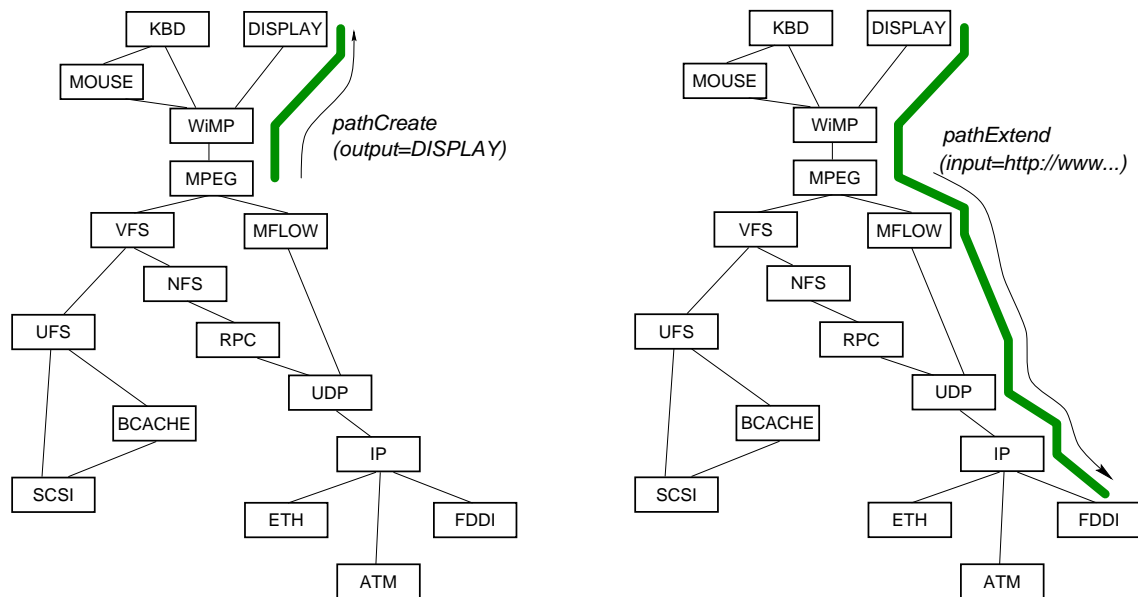 KBD
DISPLAY
MOUSE
WiMP
pathCreate
(output=DISPLAY)
MPEG
VFS
MFLOW
NFS
UFS
RPC
UDP
BCACHE
IP
SCSI
ETH
FDDI
ATM
KBD
DISPLAY
MOUSE
WiMP
pathExtend
(input=http://www...)
MPEG
VFS
MFLOW
NFS
UFS
RPC
UDP
BCACHE
IP
SCSI
ETH
FDDI
ATM